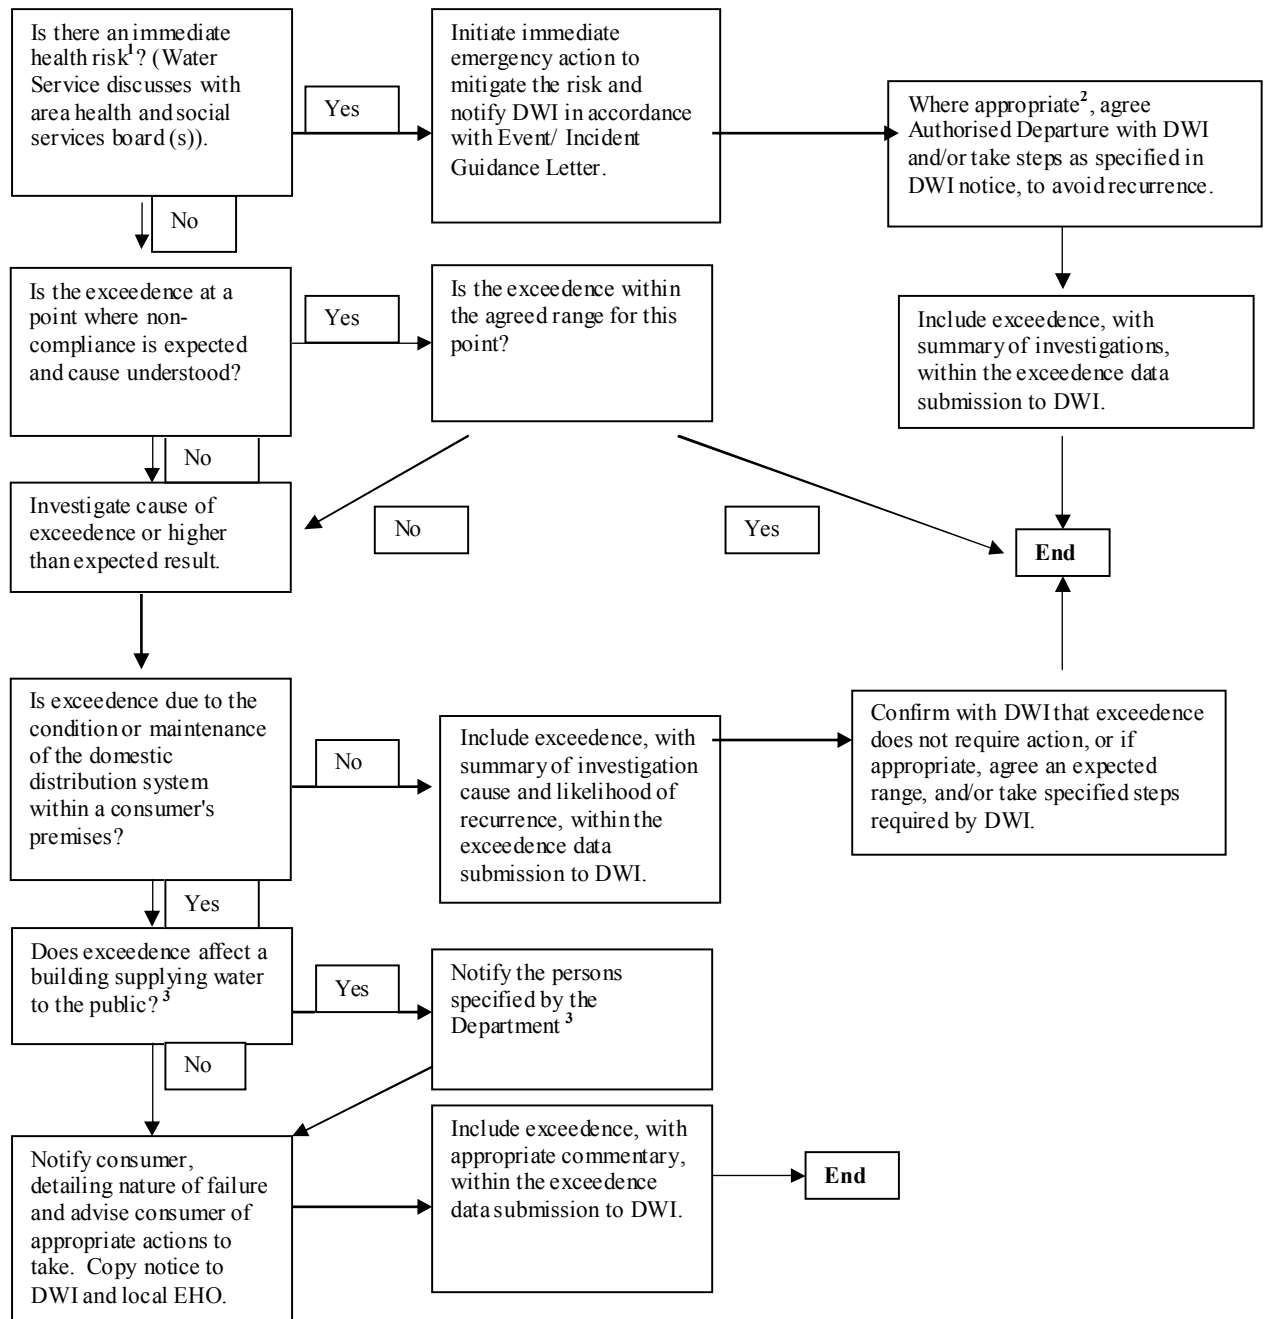 Is there an immediate
health risk1? (Water
Service discusses with
area health and social
services board (s)).
Yes
Initiate immediate
emergency action to
mitigate the risk and
notify DWI in accordance
with Event/ Incident
Guidance Letter.
Where appropriate2, agree
Authorised Departure with DWI
and/or take steps as specified in
DWI notice, to avoid recurrence.
No
Is the exceedence at a
point where non-
compliance is expected
and cause understood?
Yes
Is the exceedence within
the agreed range for this
point?
Include exceedence, with
summary of investigations,
within the exceedence data
submission to DWI.
No
Investigate cause of
exceedence or higher
than expected result.
No
Yes
End
Is exceedence due to the
condition or maintenance
of the domestic
distribution system
within a consumer's
premises?
No
Include exceedence, with
summary of investigation
cause and likelihood of
recurrence, within the
exceedence data
submission to DWI.
Confirm with DWI that exceedence
does not require action, or if
appropriate, agree an expected
range, and/or take specified steps
required by DWI.
Yes
Does exceedence affect a
building supplying water
to the public? 3
Yes
Notify the persons
specified by the
Department 3
No
Notify consumer,
detailing nature of failure
and advise consumer of
appropriate actions to
take. Copy notice to
DWI and local EHO.
Include exceedence, with
appropriate commentary,
within the exceedence
data submission to DWI.
End